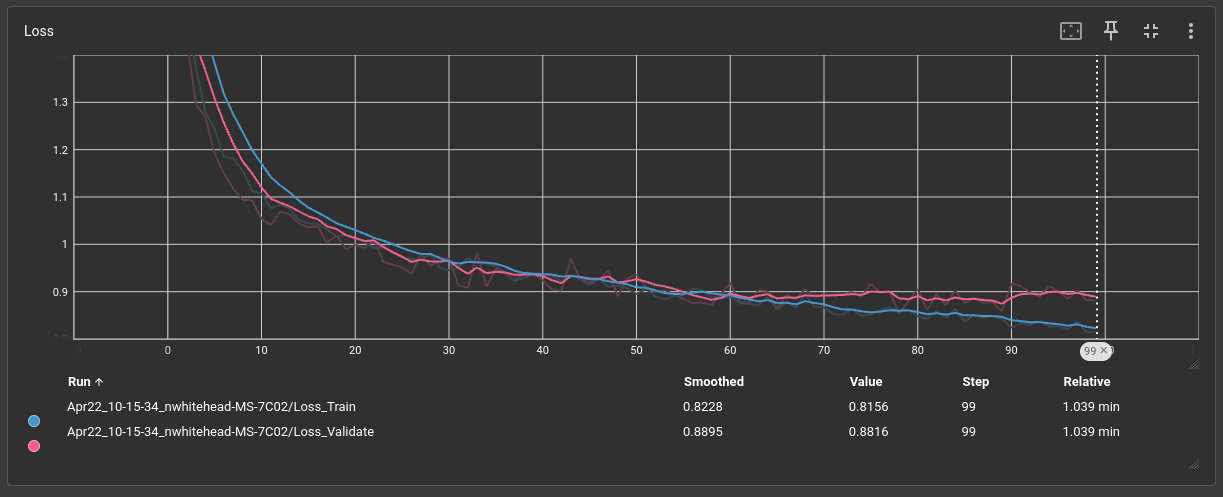 Loss
1.3
1.2
1.1
1
0.9
0 10 20 30 40 50 60 70 80 90 99 ×
Run ↑ Smoothed Value Step Relative
Apr22_10-15-34_nwhitehead-MS-7C02/Loss_Train 0.8228 0.8156 99 1.039 min
Apr22_10-15-34_nwhitehead-MS-7C02/Loss_Validate 0.8895 0.8816 99 1.039 min